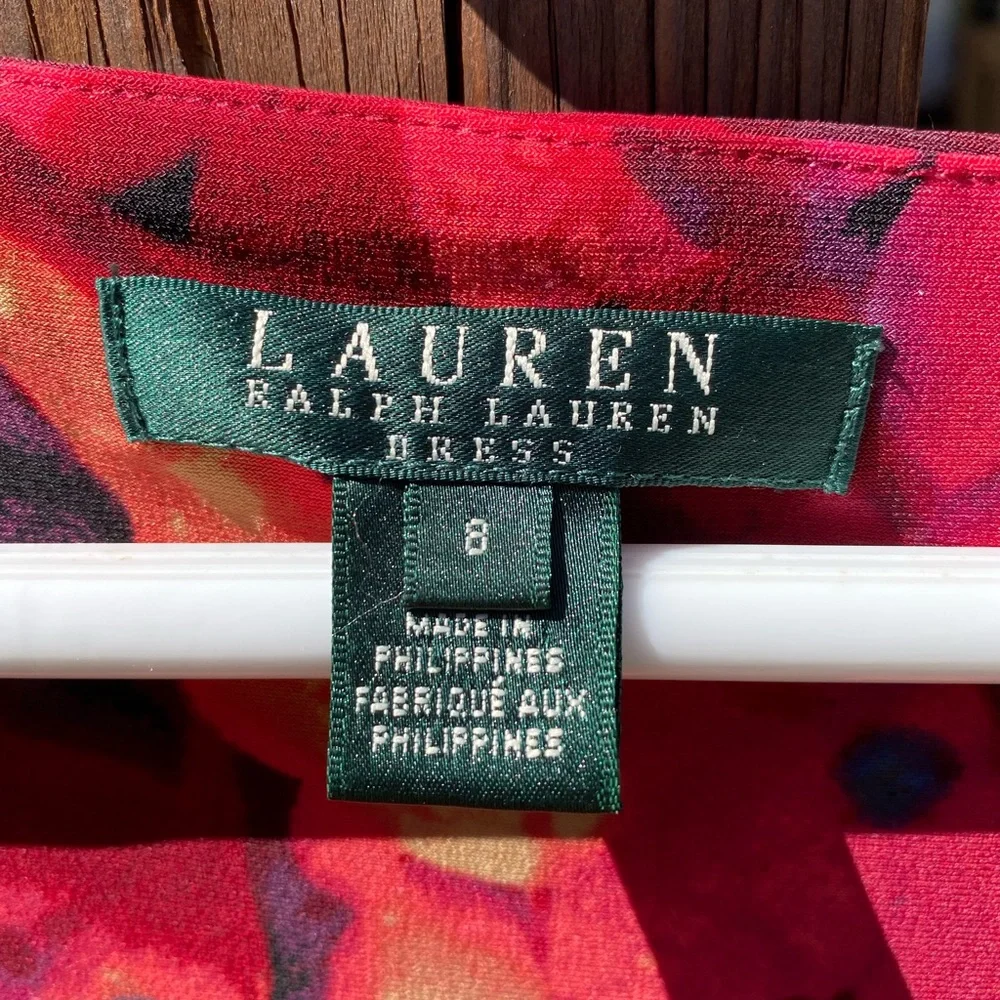 LAUREN
RALPH LAUREN
DRESS
8
MADE IN
PHILIPPINES
FABRIQUÉ AUX
PHILIPPINES